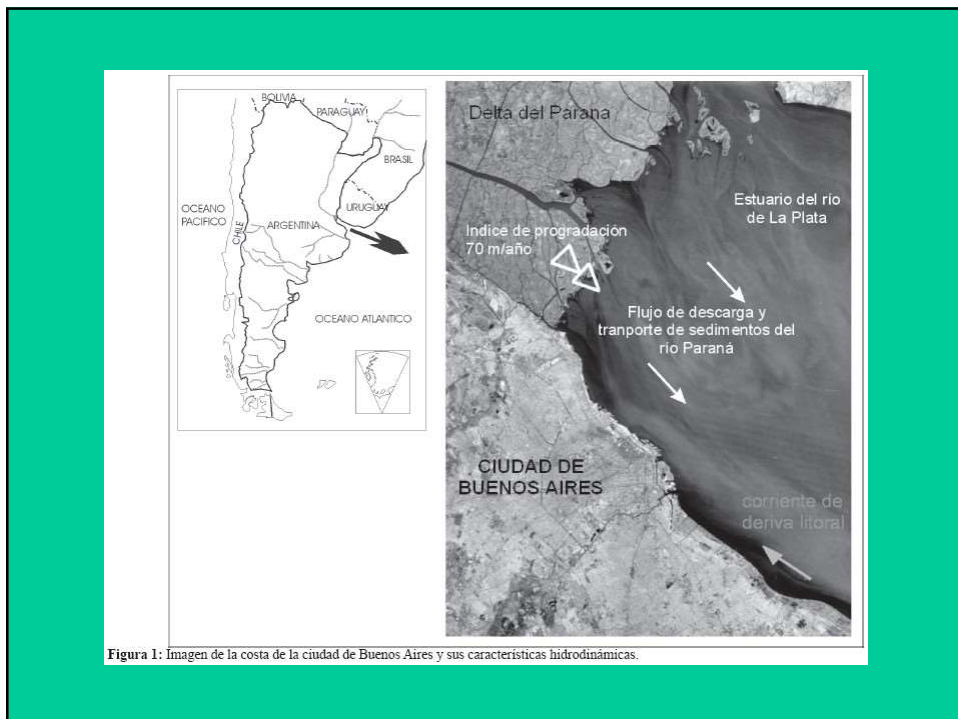 BOLIVIA
PARAGUAY
BRASIL
URUGUAY
OCEANO
PACIFICO
CHILE
ARGENTINA
OCEANO ATLANTICO
Delta del Parana
Estuario del río
de La Plata
Indice de progradación
70 m/año
Flujo de descarga y
tranporte de sedimentos del
río Paraná
CIUDAD DE
BUENOS AIRES
corriente de
deriva litoral
Figura 1: Imagen de la costa de la ciudad de Buenos Aires y sus características hidrodinámicas.